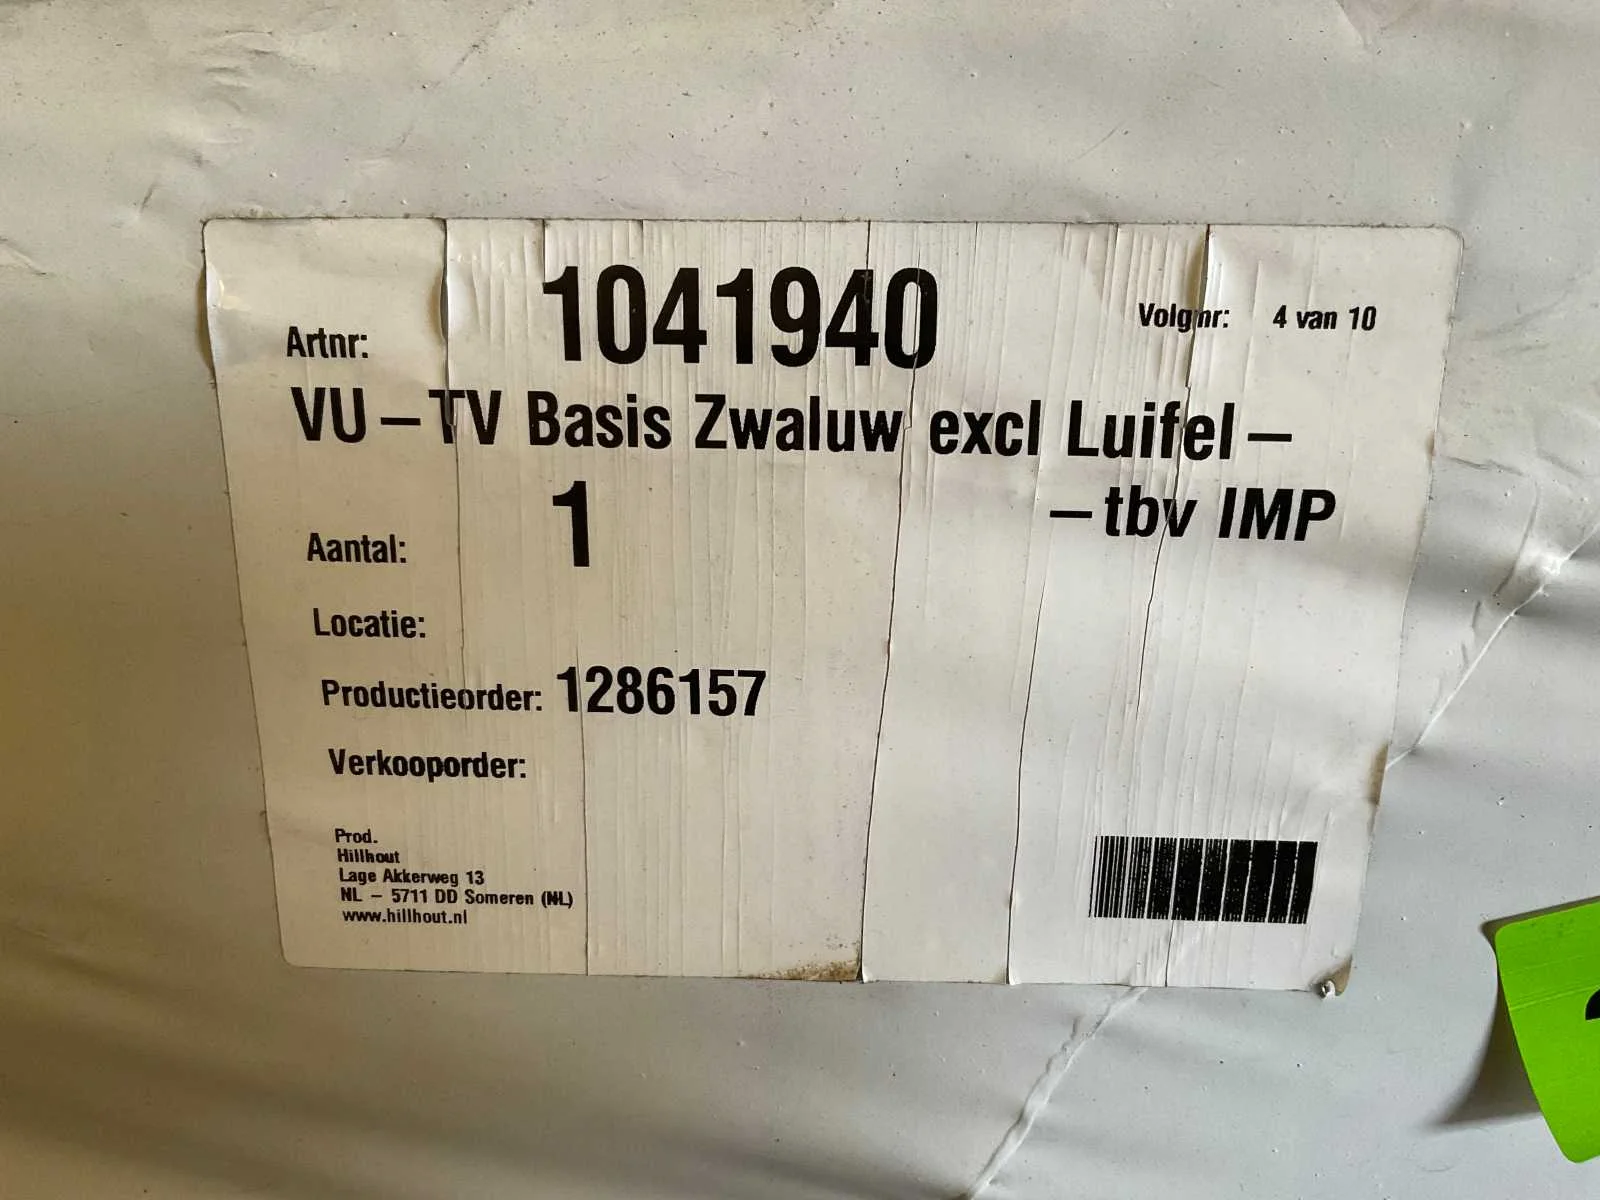 Artnr: 1041940 Volgnr: 4 van 10
VU – TV Basis Zwaluw excl Luifel –
– tbv IMP
Aantal: 1
Locatie:
Productieorder: 1286157
Verkooporder:
Prod.
Hillhout
Lage Akkerweg 13
NL – 5711 DD Someren (NL)
www.hillhout.nl